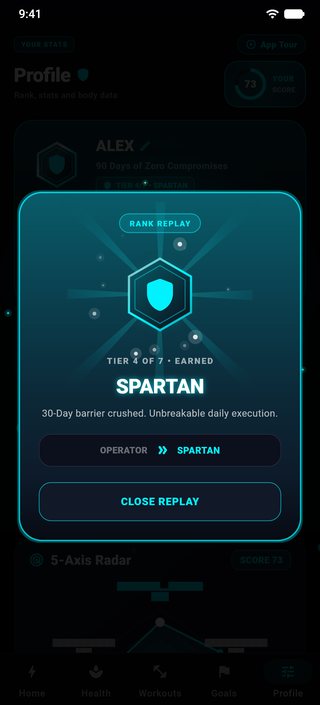 9:41
YOUR STATS
App Tour
Profile
Rank, stats and body data
73
YOUR
SCORE
ALEX
90 Days of Zero Compromises
TIER 4 SPARTAN
RANK REPLAY
TIER 4 OF 7 • EARNED
SPARTAN
30-Day barrier crushed. Unbreakable daily execution.
OPERATOR » SPARTAN
CLOSE REPLAY
5-Axis Radar
SCORE 73
Home
Health
Workouts
Goals
Profile